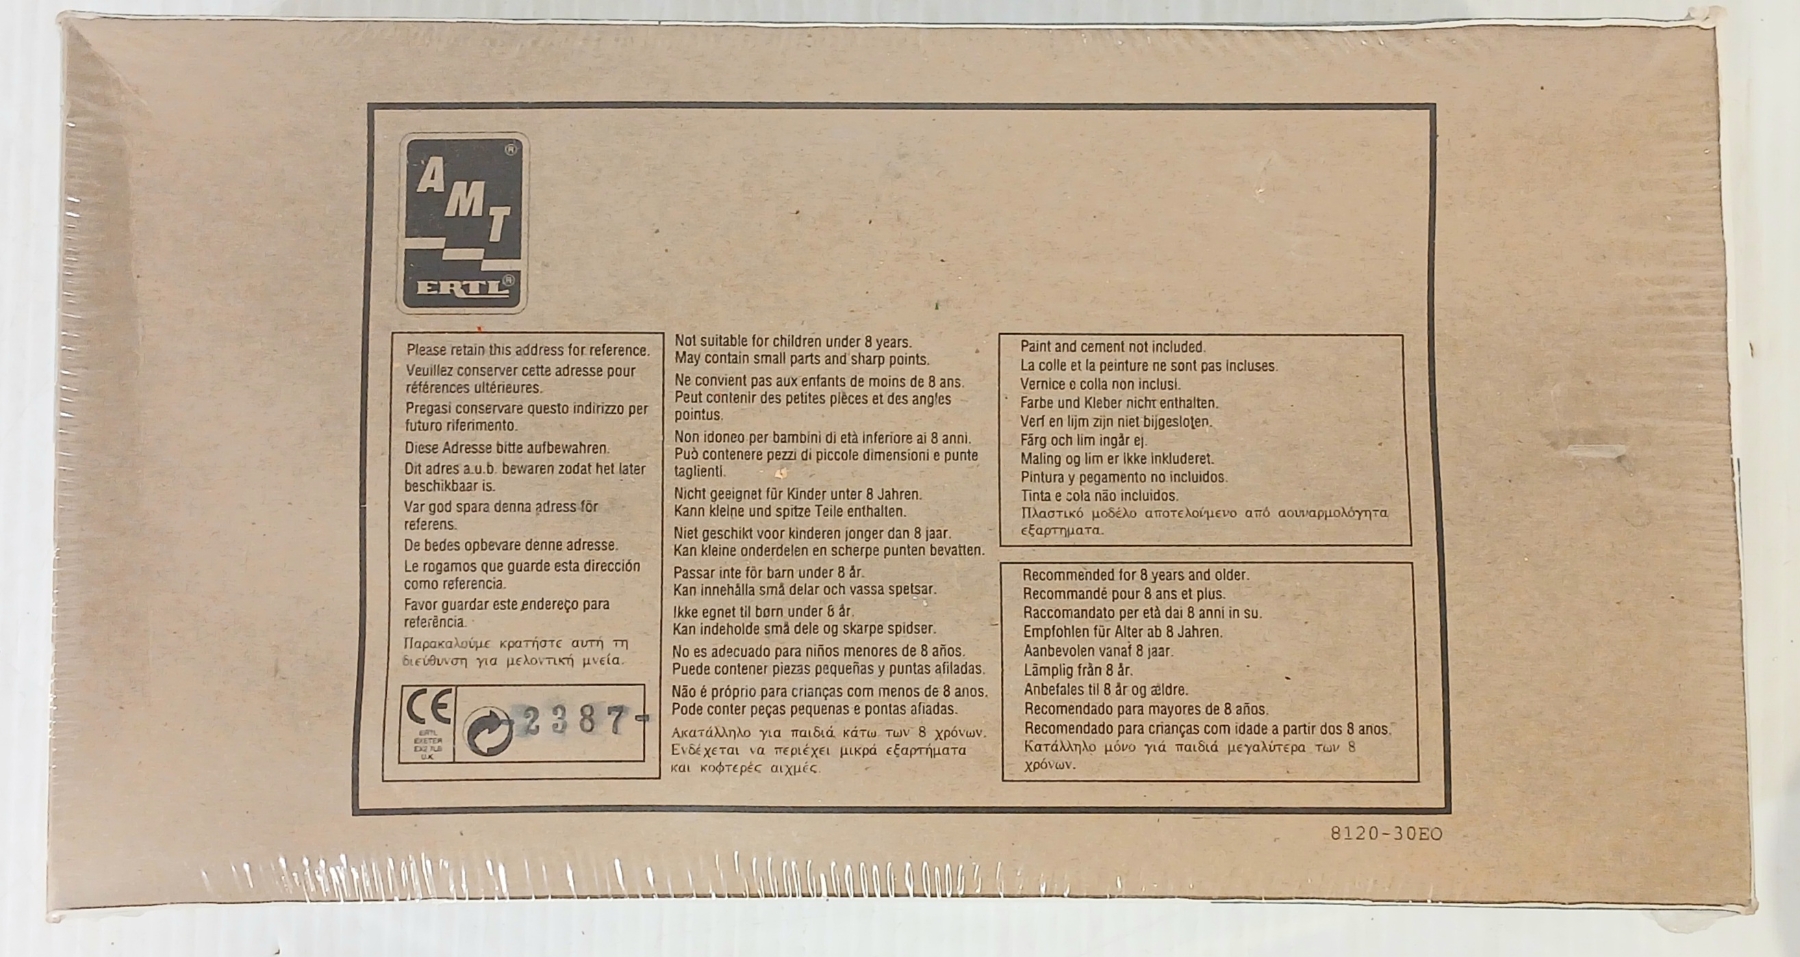 AMT
®
ERTL®
Please retain this address for reference.
Veuillez conserver cette adresse pour
références ultérieures.
Pregasi conservare questo indirizzo per
futuro riferimento.
Diese Adresse bitte aufbewahren.
Dit adres a.u.b. bewaren zodat het later
beschikbaar is.
Var god spara denna adress för
referens.
De bedes opbevare denne adresse.
Le rogamos que guarde esta dirección
como referencia.
Favor guardar este endereço para
referência.
Παρακαλούμε κρατήστε αυτή τη
διεύθυνση για μελοντική μνεία.
CE
ERTL
EXETER
EX2 7LB
U.K.
-2387-
Not suitable for children under 8 years.
May contain small parts and sharp points.
Ne convient pas aux enfants de moins de 8 ans.
Peut contenir des petites pièces et des angles
pointus.
Non idoneo per bambini di età inferiore ai 8 anni.
Può contenere pezzi di piccole dimensioni e punte
taglienti.
Nicht geeignet für Kinder unter 8 Jahren.
Kann kleine und spitze Teile enthalten.
Niet geschikt voor kinderen jonger dan 8 jaar.
Kan kleine onderdelen en scherpe punten bevatten.
Passar inte för barn under 8 år.
Kan innehålla små delar och vassa spetsar.
Ikke egnet til børn under 8 år.
Kan indeholde små dele og skarpe spidser.
No es adecuado para niños menores de 8 años.
Puede contener piezas pequeñas y puntas afiladas.
Não é próprio para crianças com menos de 8 anos.
Pode conter peças pequenas e pontas afiadas.
Ακατάλληλο για παιδιά κάτω των 8 χρόνων.
Ενδέχεται να περιέχει μικρά εξαρτήματα
και κοφτερές αιχμές.
Paint and cement not included.
La colle et la peinture ne sont pas incluses.
Vernice e colla non inclusi.
Farbe und Kleber nicht enthalten.
Verf en lijm zijn niet bijgesloten.
Färg och lim ingår ej.
Maling og lim er ikke inkluderet.
Pintura y pegamento no incluidos.
Tinta e cola não incluidos.
Πλαστικό μοδέλο αποτελούμενο από αουναρμολόγητα
εξαρτηματα.
Recommended for 8 years and older.
Recommandé pour 8 ans et plus.
Raccomandato per età dai 8 anni in su.
Empfohlen für Alter ab 8 Jahren.
Aanbevolen vanaf 8 jaar.
Lämplig från 8 år.
Anbefales til 8 år og ældre.
Recomendado para mayores de 8 años.
Recomendado para crianças com idade a partir dos 8 anos.
Κατάλληλο μόνο γιά παιδιά μεγαλύτερα των 8
χρόνων.
8120-30EO